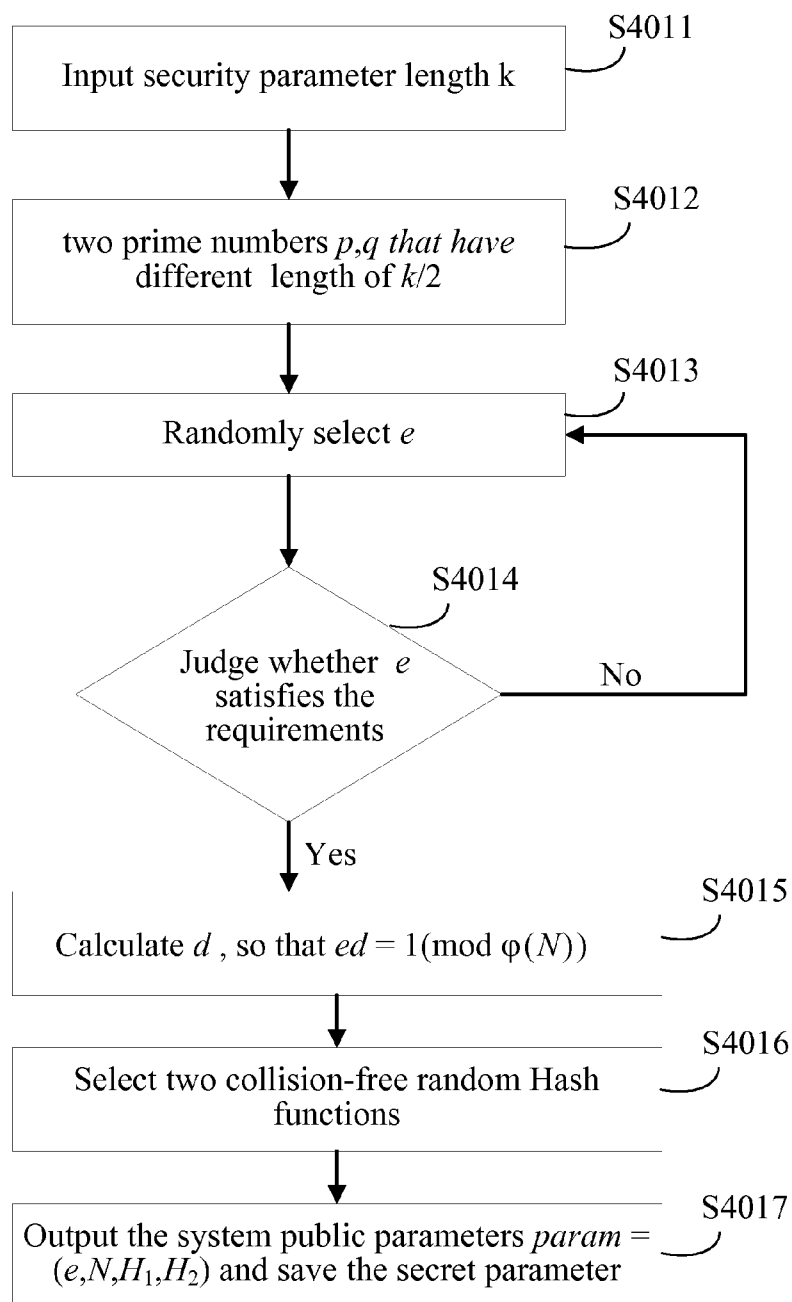 S4011
Input security parameter length k
S4012
two prime numbers p,q that have
different length of k/2
S4013
Randomly select e
S4014
Judge whether e
satisfies the
requirements
No
Yes
S4015
Calculate d , so that ed = 1(mod φ(N))
S4016
Select two collision-free random Hash
functions
S4017
Output the system public parameters param =
(e,N,H₁,H₂) and save the secret parameter